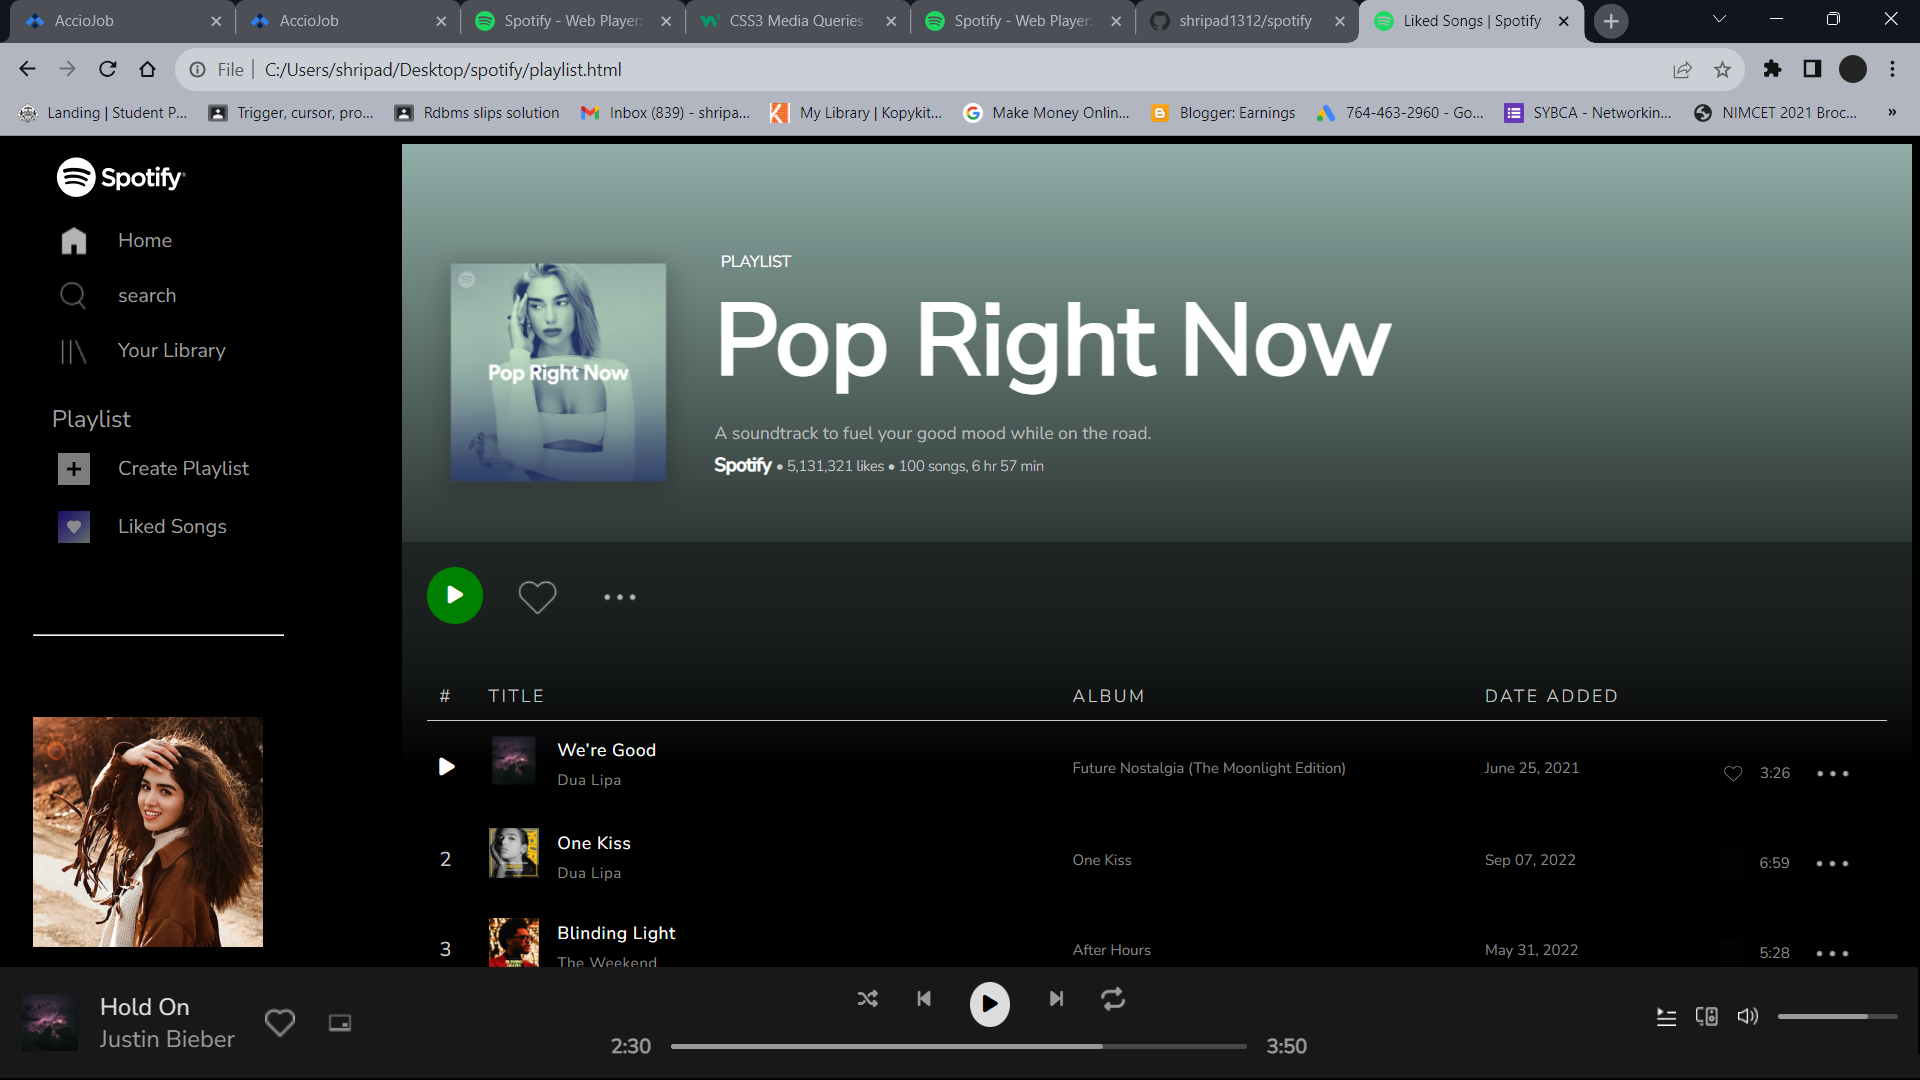 AccioJob
AccioJob
Spotify - Web Player:
CSS3 Media Queries
Spotify - Web Player:
shripad1312/spotify
Liked Songs | Spotify
File
C:/Users/shripad/Desktop/spotify/playlist.html
Landing | Student P...
Trigger, cursor, pro...
Rdbms slips solution
Inbox (839) - shripa...
My Library | Kopykit...
Make Money Onlin...
Blogger: Earnings
764-463-2960 - Go...
SYBCA - Networkin...
NIMCET 2021 Broc...
»
Spotify
Home
search
Your Library
Playlist
Create Playlist
Liked Songs
Pop Right Now
PLAYLIST
Pop Right Now
A soundtrack to fuel your good mood while on the road.
Spotify • 5,131,321 likes • 100 songs, 6 hr 57 min
# TITLE ALBUM DATE ADDED
We're Good
Dua Lipa
Future Nostalgia (The Moonlight Edition)
June 25, 2021
3:26
2
One Kiss
Dua Lipa
One Kiss
Sep 07, 2022
6:59
3
Blinding Light
The Weekend
After Hours
May 31, 2022
5:28
Hold On
Justin Bieber
2:30
3:50